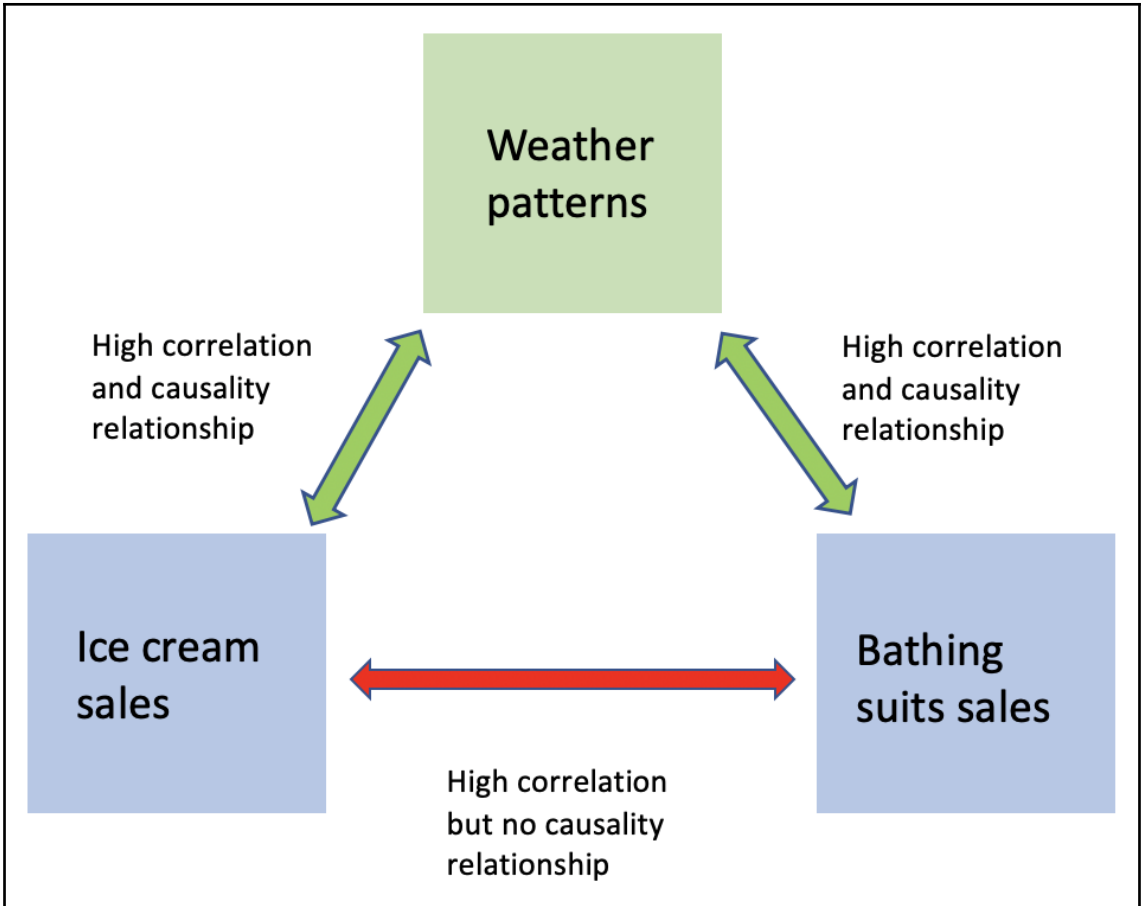 Weather
patterns
High correlation
and causality
relationship
High correlation
and causality
relationship
Ice cream
sales
Bathing
suits sales
High correlation
but no causality
relationship